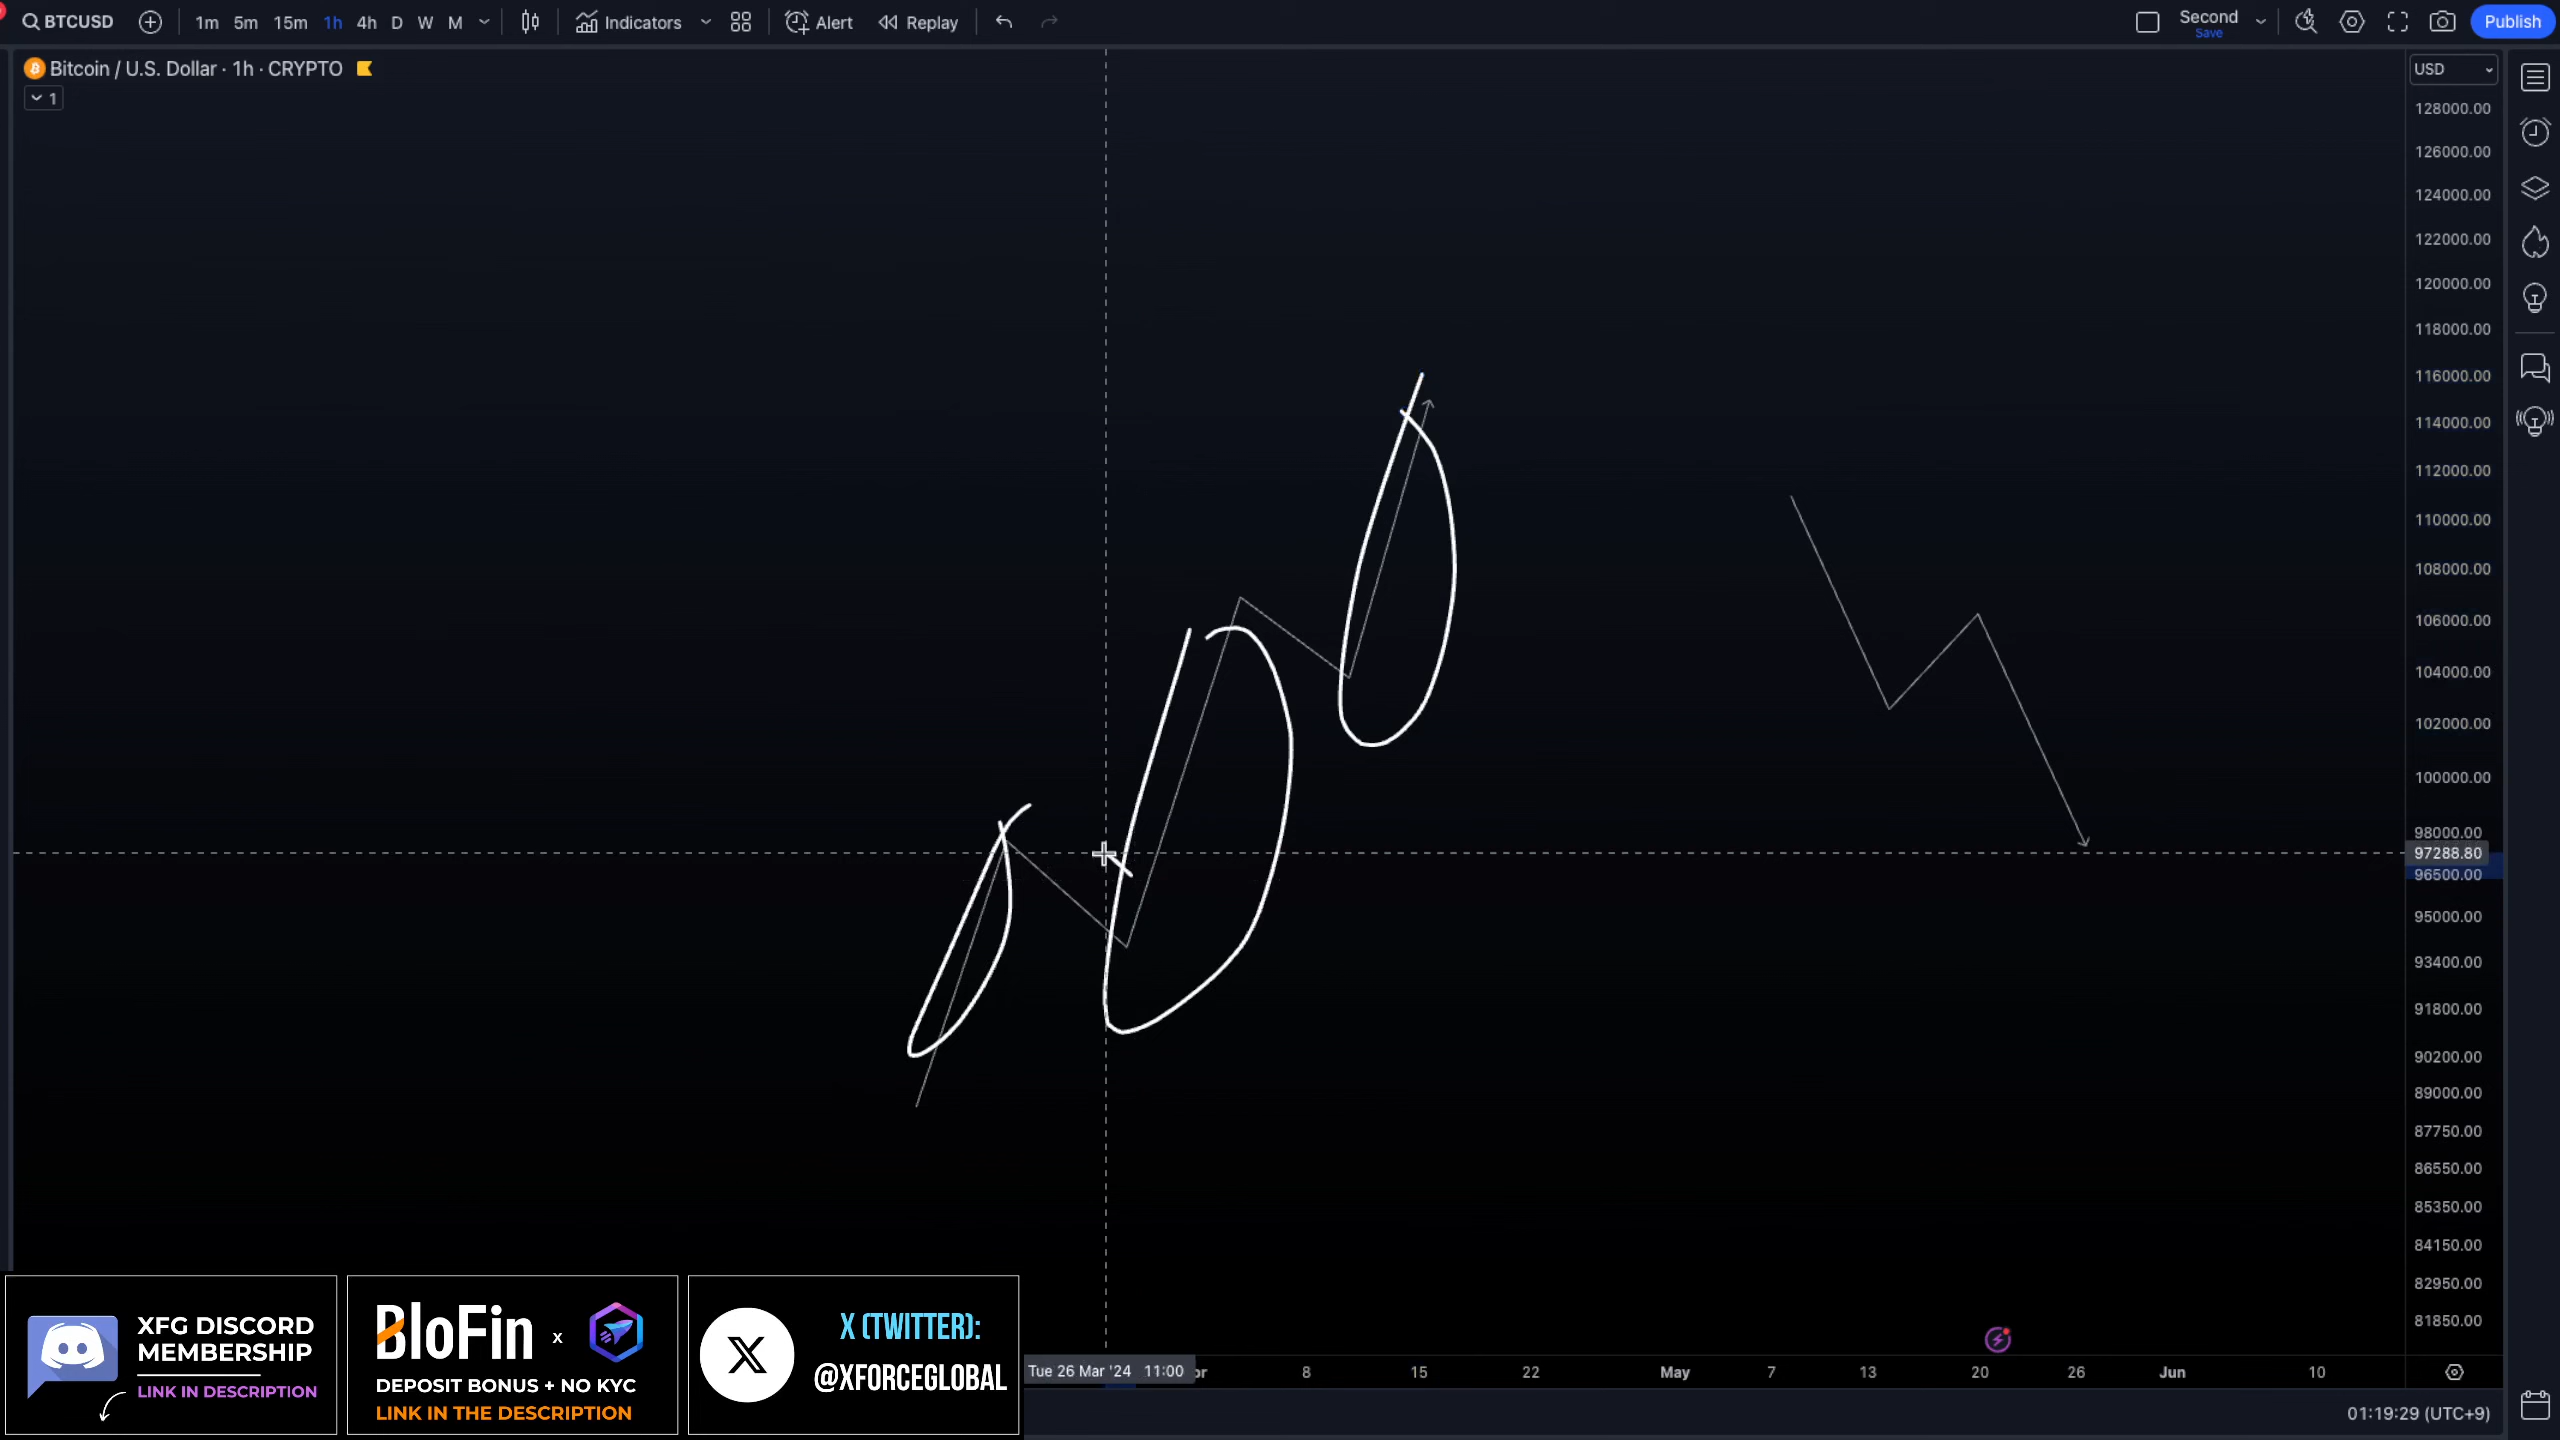 BTCUSD 1m 5m 15m 1h 4h D W M Indicators Alert Replay Second Publish
Save
Bitcoin / U.S. Dollar · 1h · CRYPTO
1
USD
128000.00
126000.00
124000.00
122000.00
120000.00
118000.00
116000.00
114000.00
112000.00
110000.00
108000.00
106000.00
104000.00
102000.00
100000.00
98000.00
97288.80
96500.00
95000.00
93400.00
91800.00
90200.00
89000.00
87750.00
86550.00
85350.00
84150.00
82950.00
81850.00
Tue 26 Mar '24 11:00 or 8 15 22 May 7 13 20 26 Jun 10
01:19:29 (UTC+9)
XFG DISCORD
MEMBERSHIP
LINK IN DESCRIPTION
BloFin x
DEPOSIT BONUS + NO KYC
LINK IN THE DESCRIPTION
X (TWITTER):
@XFORCEGLOBAL